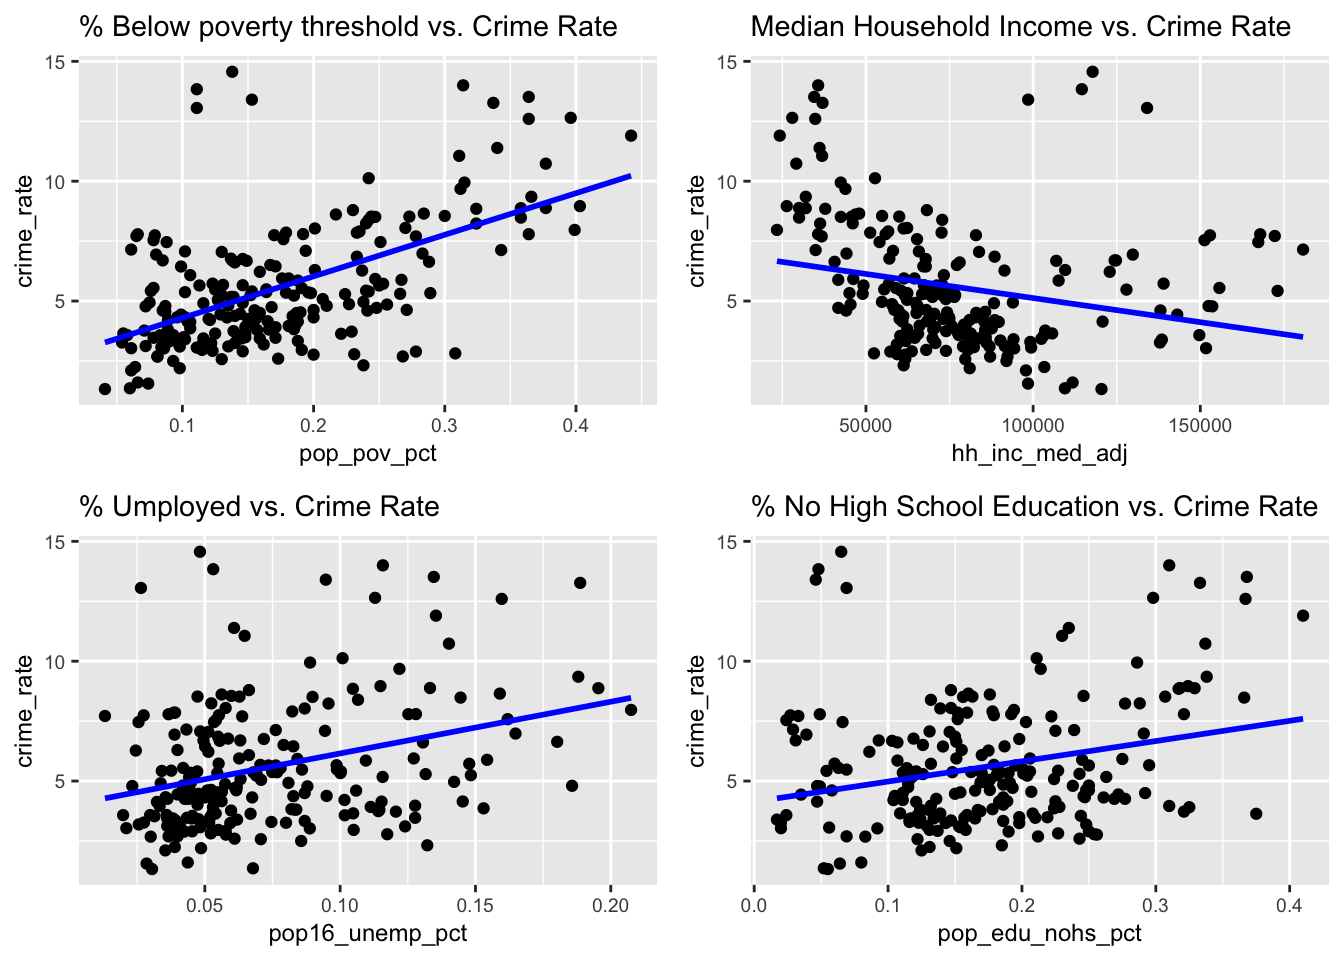 % Below poverty threshold vs. Crime Rate
15
10
5
crime_rate
0.1 0.2 0.3 0.4
pop_pov_pct
Median Household Income vs. Crime Rate
15
10
5
crime_rate
50000 100000 150000
hh_inc_med_adj
% Umployed vs. Crime Rate
15
10
5
crime_rate
0.05 0.10 0.15 0.20
pop16_unemp_pct
% No High School Education vs. Crime Rate
15
10
5
crime_rate
0.0 0.1 0.2 0.3 0.4
pop_edu_nohs_pct